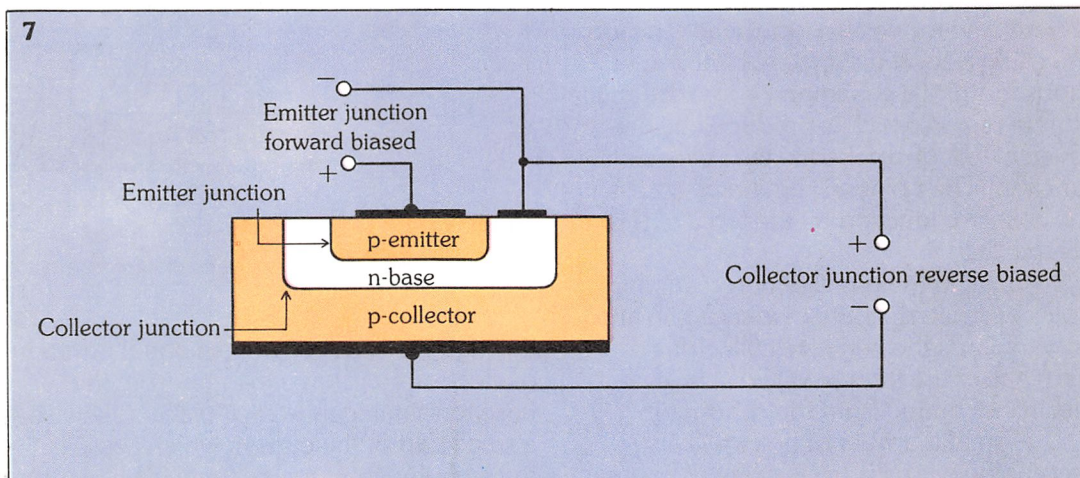 7
−
Emitter junction
forward biased
+
Emitter junction
p-emitter
n-base
p-collector
Collector junction
+
Collector junction reverse biased
−